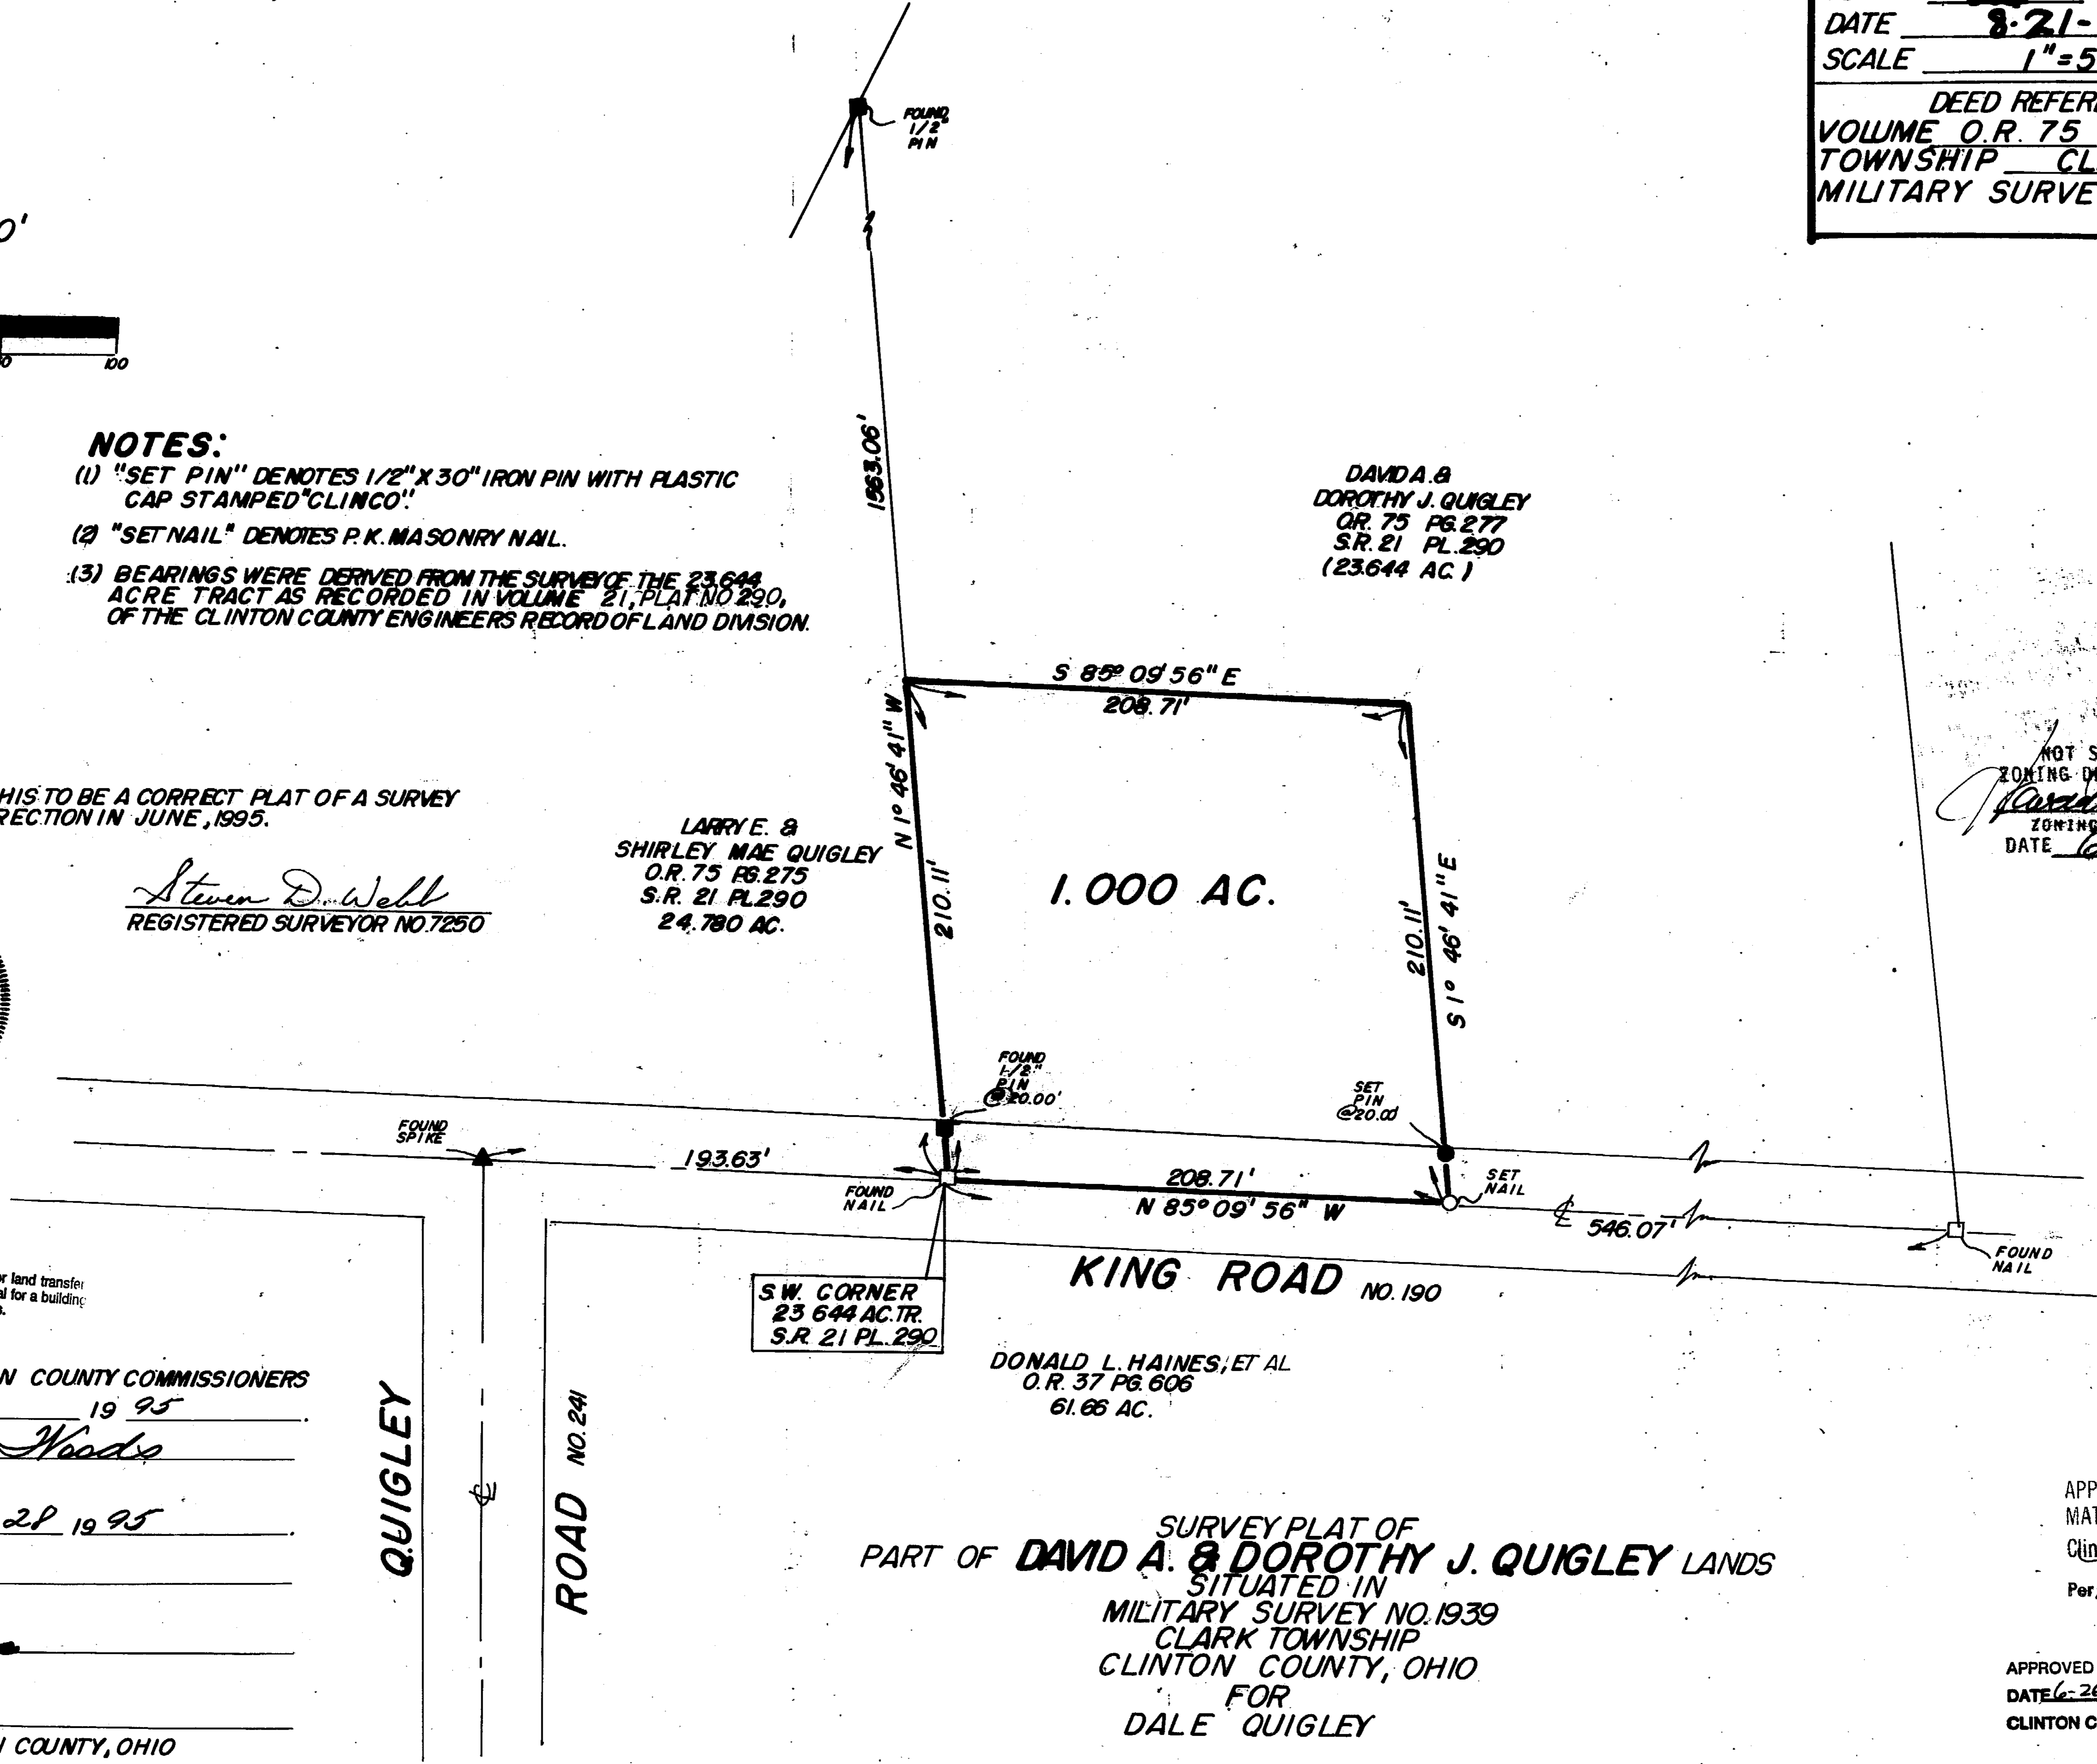 DATE 8-21-
SCALE 1"=5
DEED REFER
VOLUME O.R. 75
TOWNSHIP CL
MILITARY SURVE
FOUND
1/2"
PIN
0'
100
1563.06'
NOTES:
(1) "SET PIN" DENOTES 1/2" X 30" IRON PIN WITH PLASTIC
CAP STAMPED "CLINCO".
(2) "SET NAIL" DENOTES P.K. MASONRY NAIL.
(3) BEARINGS WERE DERIVED FROM THE SURVEY OF THE 23.644
ACRE TRACT AS RECORDED IN VOLUME 21, PLAT NO 290,
OF THE CLINTON COUNTY ENGINEERS RECORD OF LAND DIVISION.
DAVID A. &
DOROTHY J. QUIGLEY
O.R. 75 PG. 277
S.R. 21 PL. 290
(23.644 AC.)
S 85° 09' 56" E
208.71'
N 1° 46' 41" W
210.11'
1.000 AC.
210.11'
S 1° 46' 41" E
NOT S
ZONING DI
ZONING
DATE 6
HIS TO BE A CORRECT PLAT OF A SURVEY
RECTION IN JUNE, 1995.
Steven D. Webb
REGISTERED SURVEYOR NO. 7250
LARRY E. &
SHIRLEY MAE QUIGLEY
O.R. 75 PG. 275
S.R. 21 PL. 290
24.780 AC.
FOUND
1/2"
PIN
@ 20.00'
SET
PIN
@ 20.00
FOUND
SPIKE
193.63'
FOUND
NAIL
208.71'
N 85° 09' 56" W
SET
NAIL
℄ 546.07'
FOUND
NAIL
KING ROAD NO. 190
S.W. CORNER
23 644 AC. TR.
S.R. 21 PL. 290
DONALD L. HAINES, ET AL
O.R. 37 PG. 606
61.66 AC.
r land transfer
al for a building
s.
N COUNTY COMMISSIONERS
19 95
Woods
28 19 95
N COUNTY, OHIO
QUIGLEY
℄
ROAD NO. 241
SURVEY PLAT OF
PART OF DAVID A. & DOROTHY J. QUIGLEY LANDS
SITUATED IN
MILITARY SURVEY NO. 1939
CLARK TOWNSHIP
CLINTON COUNTY, OHIO
FOR
DALE QUIGLEY
APP
MAT
Clin
Per
APPROVED
DATE 6-26
CLINTON C